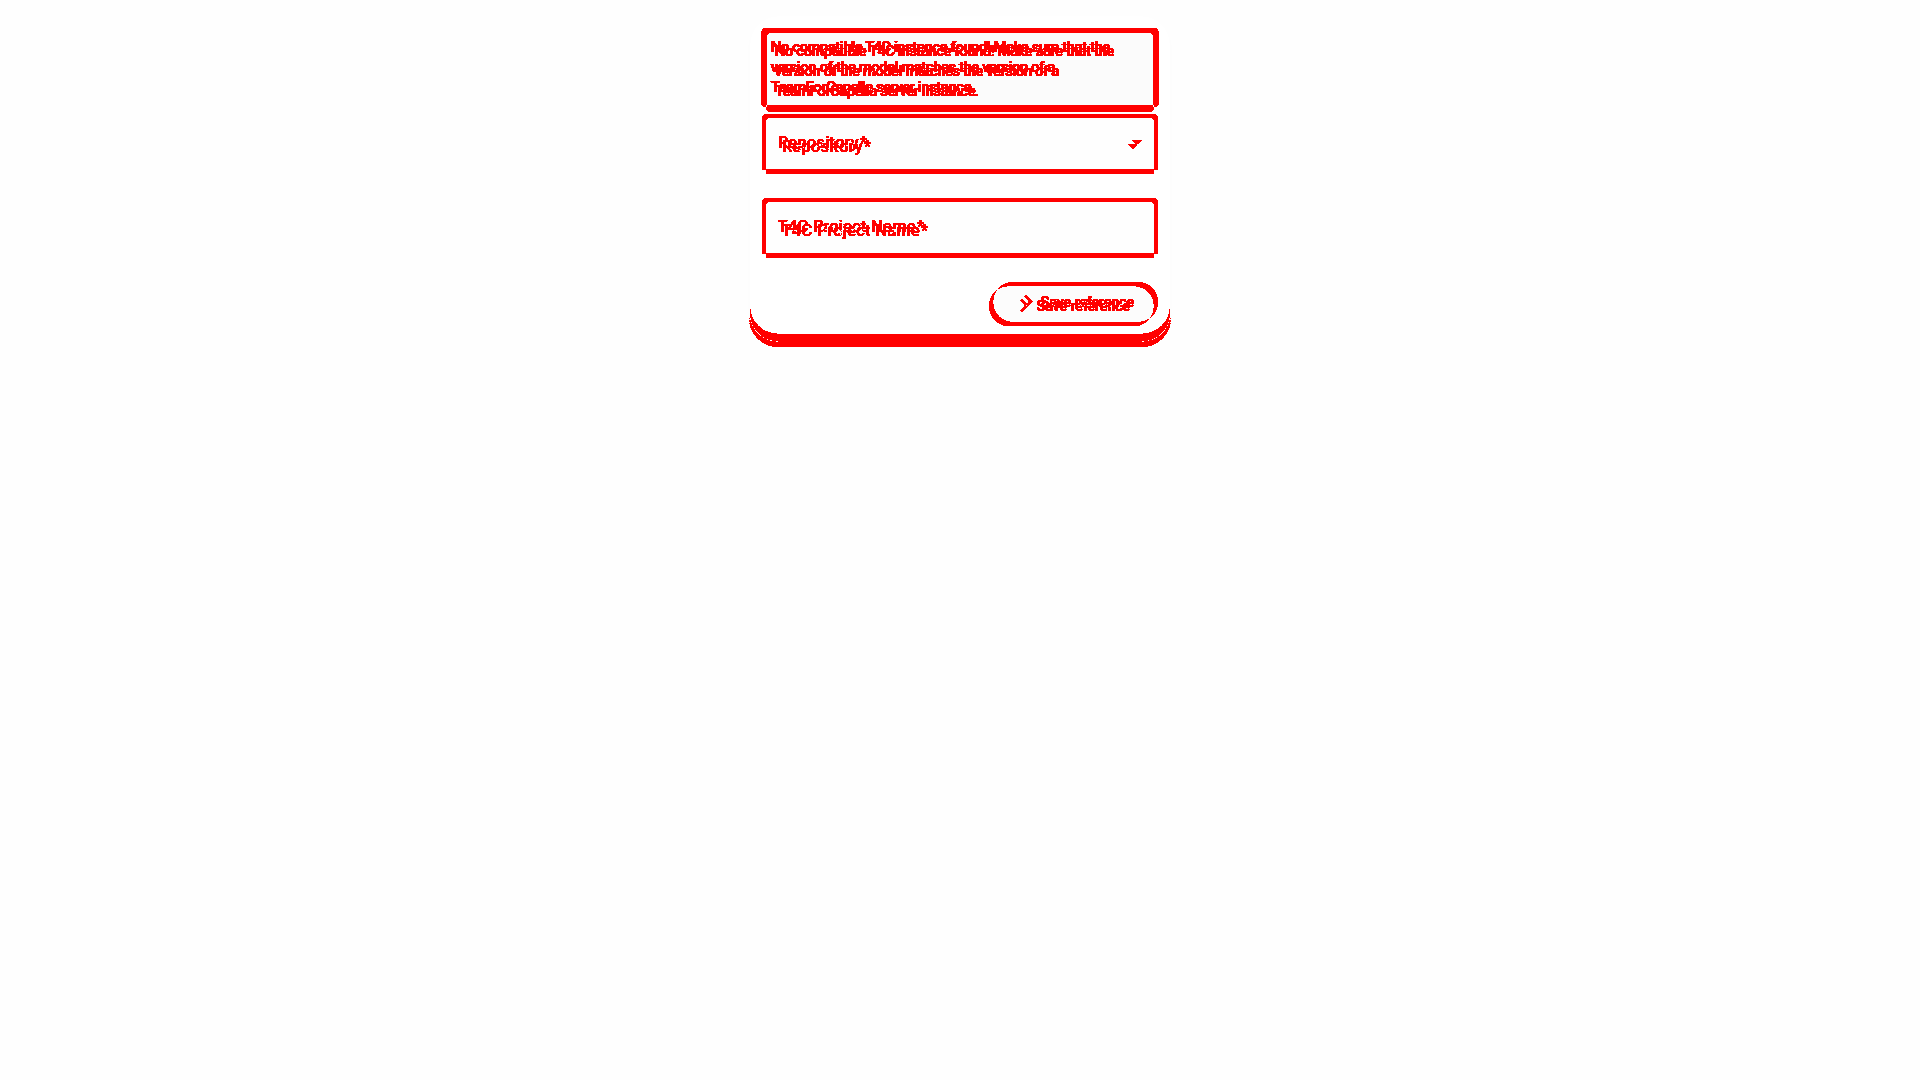 No compatible T4C instance found. Make sure that the
version of the model matches the version of a
TeamForCapella server instance.
Repository*
T4C Project Name*
Save reference